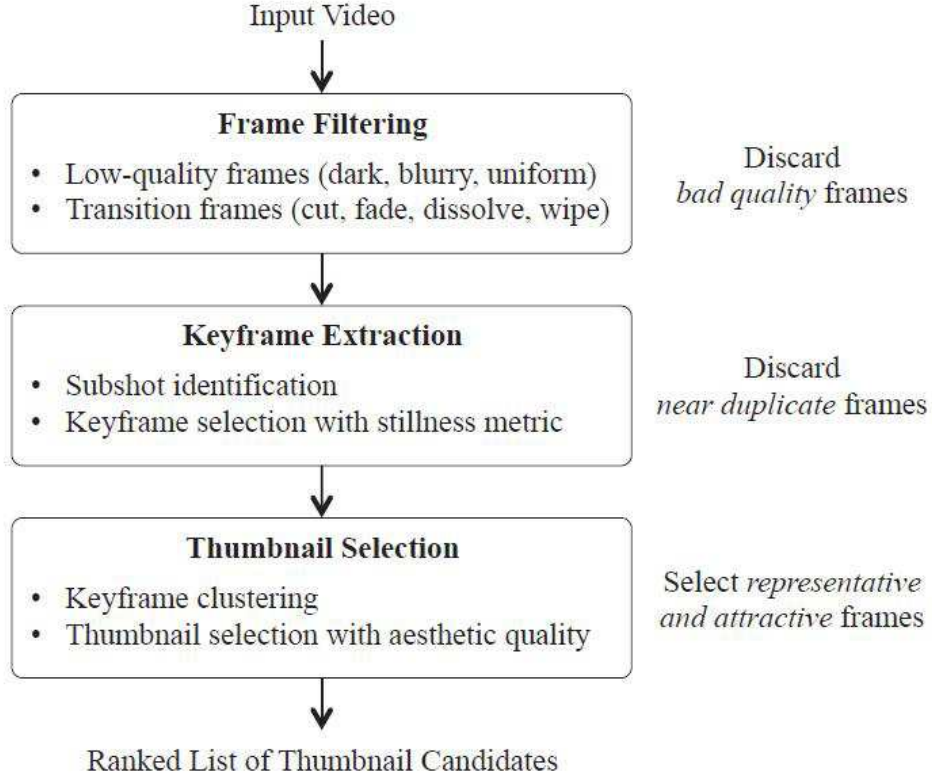 Input Video
Frame Filtering
• Low-quality frames (dark, blurry, uniform)
• Transition frames (cut, fade, dissolve, wipe)
Discard
bad quality frames
Keyframe Extraction
• Subshot identification
• Keyframe selection with stillness metric
Discard
near duplicate frames
Thumbnail Selection
• Keyframe clustering
• Thumbnail selection with aesthetic quality
Select representative
and attractive frames
Ranked List of Thumbnail Candidates